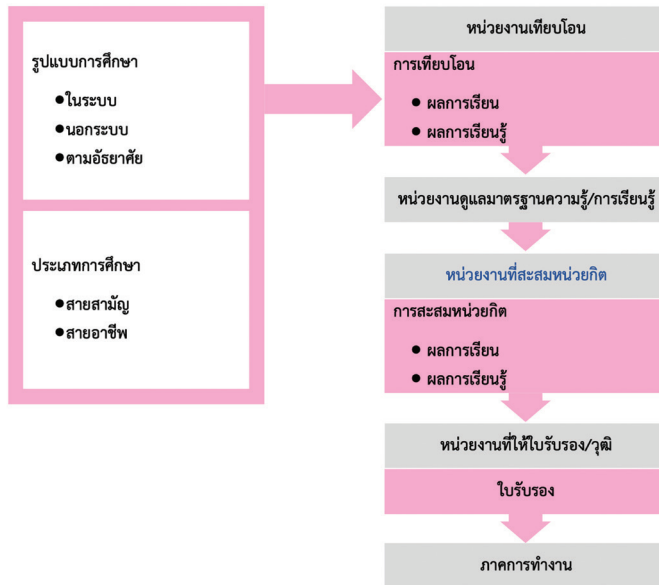 รูปแบบการศึกษา
●ในระบบ
●นอกระบบ
●ตามอัธยาศัย
ประเภทการศึกษา
●สายสามัญ
●สายอาชีพ
หน่วยงานเทียบโอน
การเทียบโอน
● ผลการเรียน
● ผลการเรียนรู้
หน่วยงานดูแลมาตรฐานความรู้/การเรียนรู้
หน่วยงานที่สะสมหน่วยกิต
การสะสมหน่วยกิต
● ผลการเรียน
● ผลการเรียนรู้
หน่วยงานที่ให้ใบรับรอง/วุฒิ
ใบรับรอง
ภาคการทำงาน